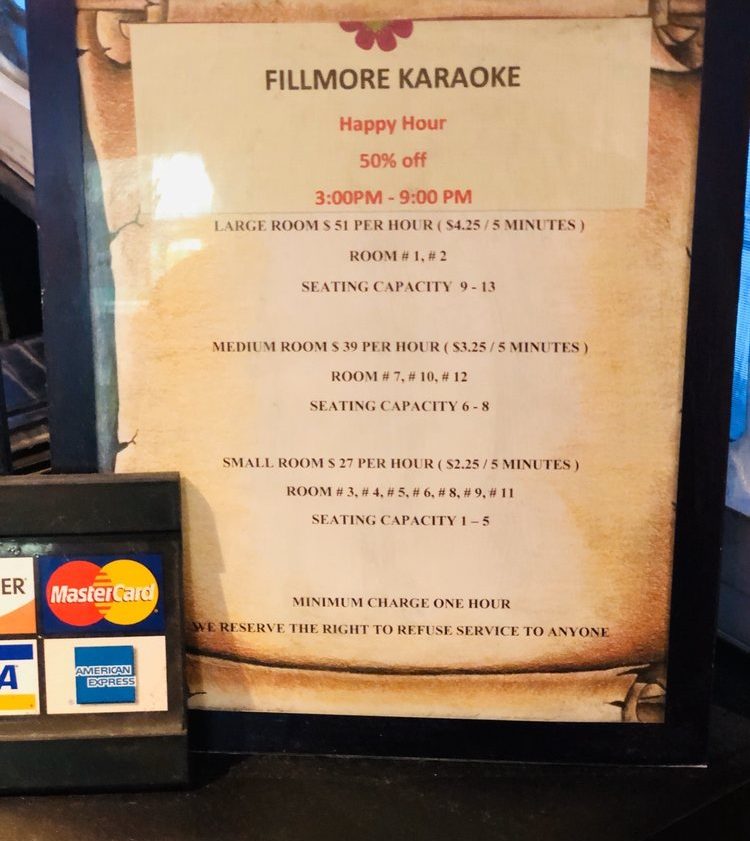 FILLMORE KARAOKE
Happy Hour
50% off
3:00PM - 9:00 PM
LARGE ROOM $ 51 PER HOUR ( $4.25 / 5 MINUTES )
ROOM # 1, # 2
SEATING CAPACITY 9 - 13
MEDIUM ROOM $ 39 PER HOUR ( $3.25 / 5 MINUTES )
ROOM # 7, # 10, # 12
SEATING CAPACITY 6 - 8
SMALL ROOM $ 27 PER HOUR ( $2.25 / 5 MINUTES )
ROOM # 3, # 4, # 5, # 6, # 8, # 9, # 11
SEATING CAPACITY 1 – 5
MINIMUM CHARGE ONE HOUR
WE RESERVE THE RIGHT TO REFUSE SERVICE TO ANYONE
ER
MasterCard
A
AMERICAN
EXPRESS